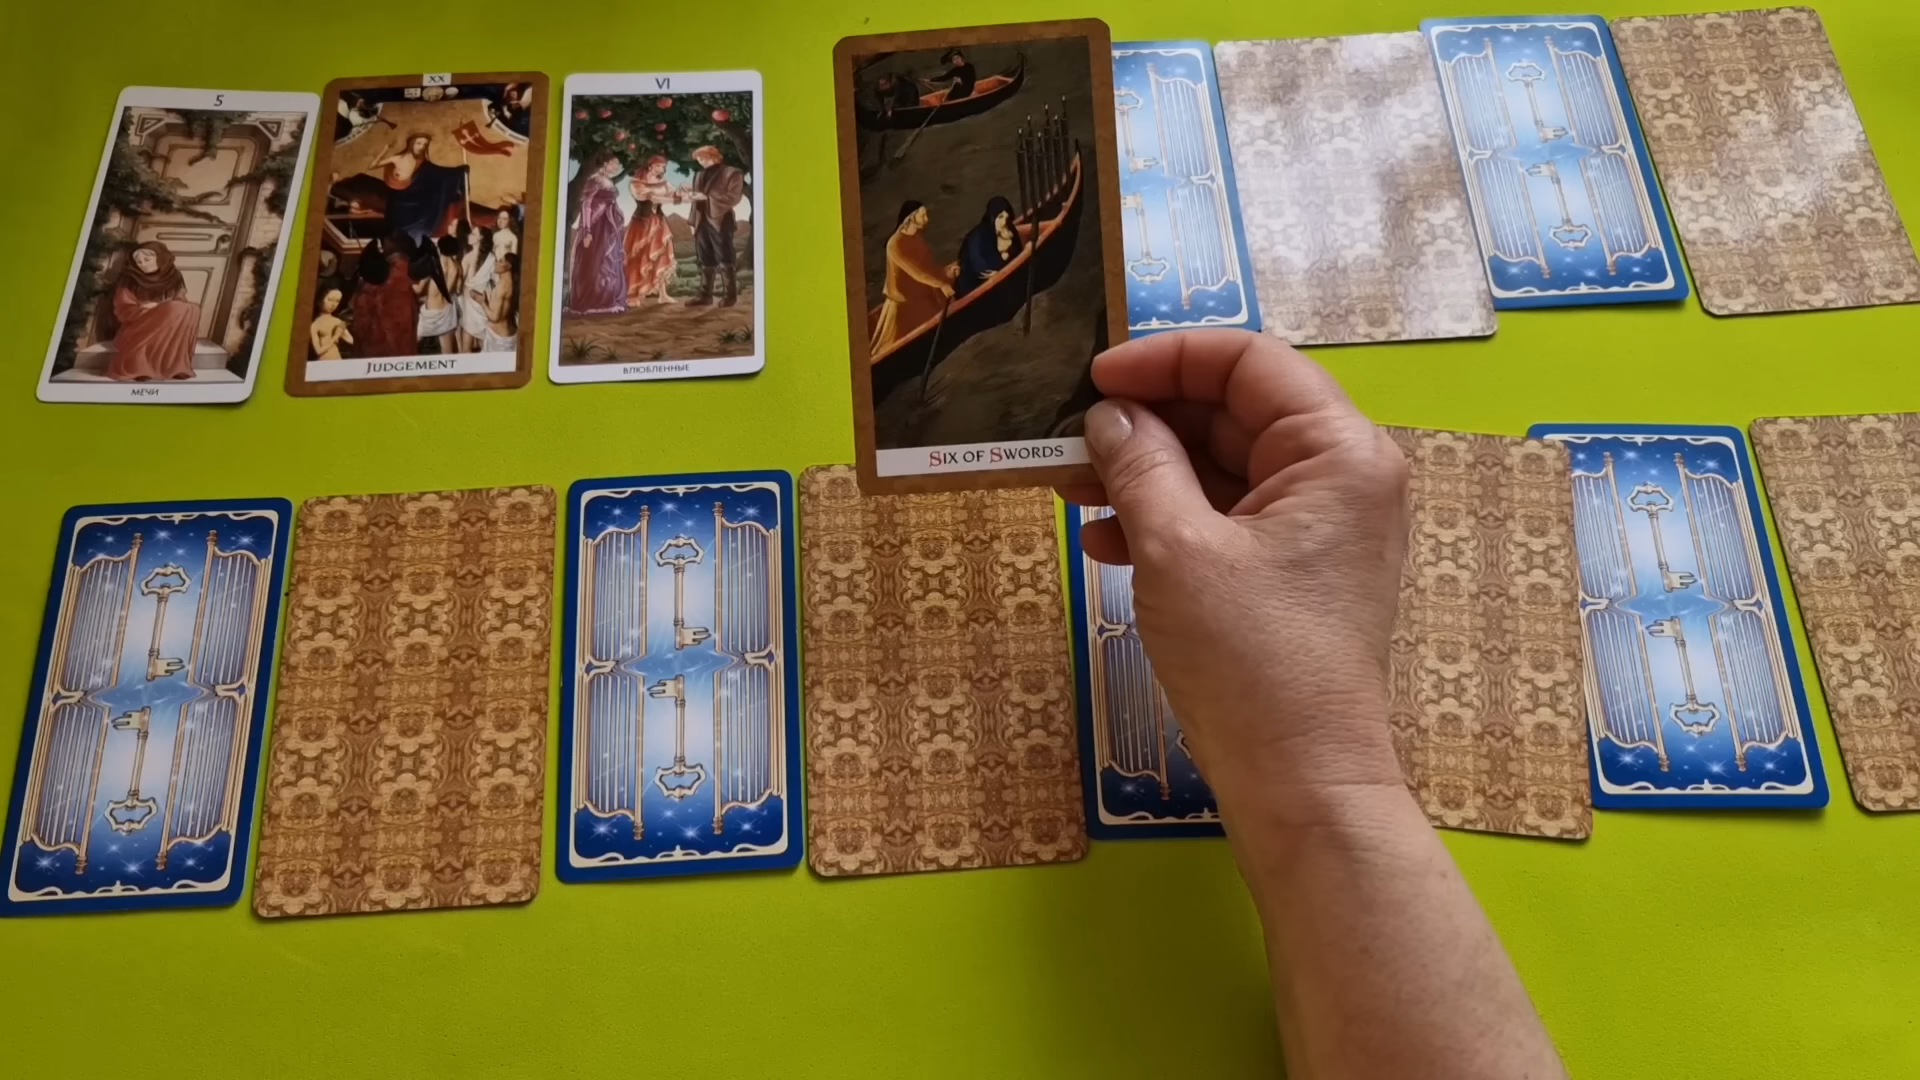 5
МЕЧИ
XX
JUDGEMENT
VI
ВЛЮБЛЕННЫЕ
SIX OF SWORDS